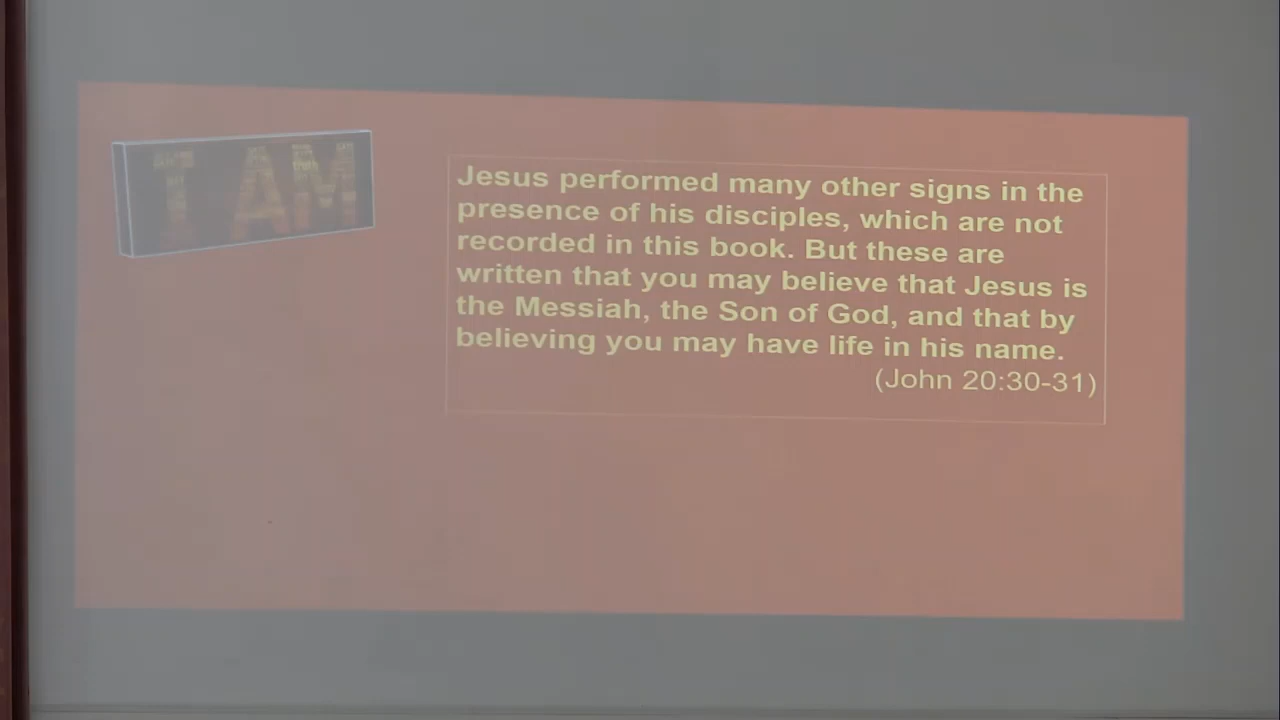 I AM
Jesus performed many other signs in the
presence of his disciples, which are not
recorded in this book. But these are
written that you may believe that Jesus is
the Messiah, the Son of God, and that by
believing you may have life in his name.
(John 20:30-31)